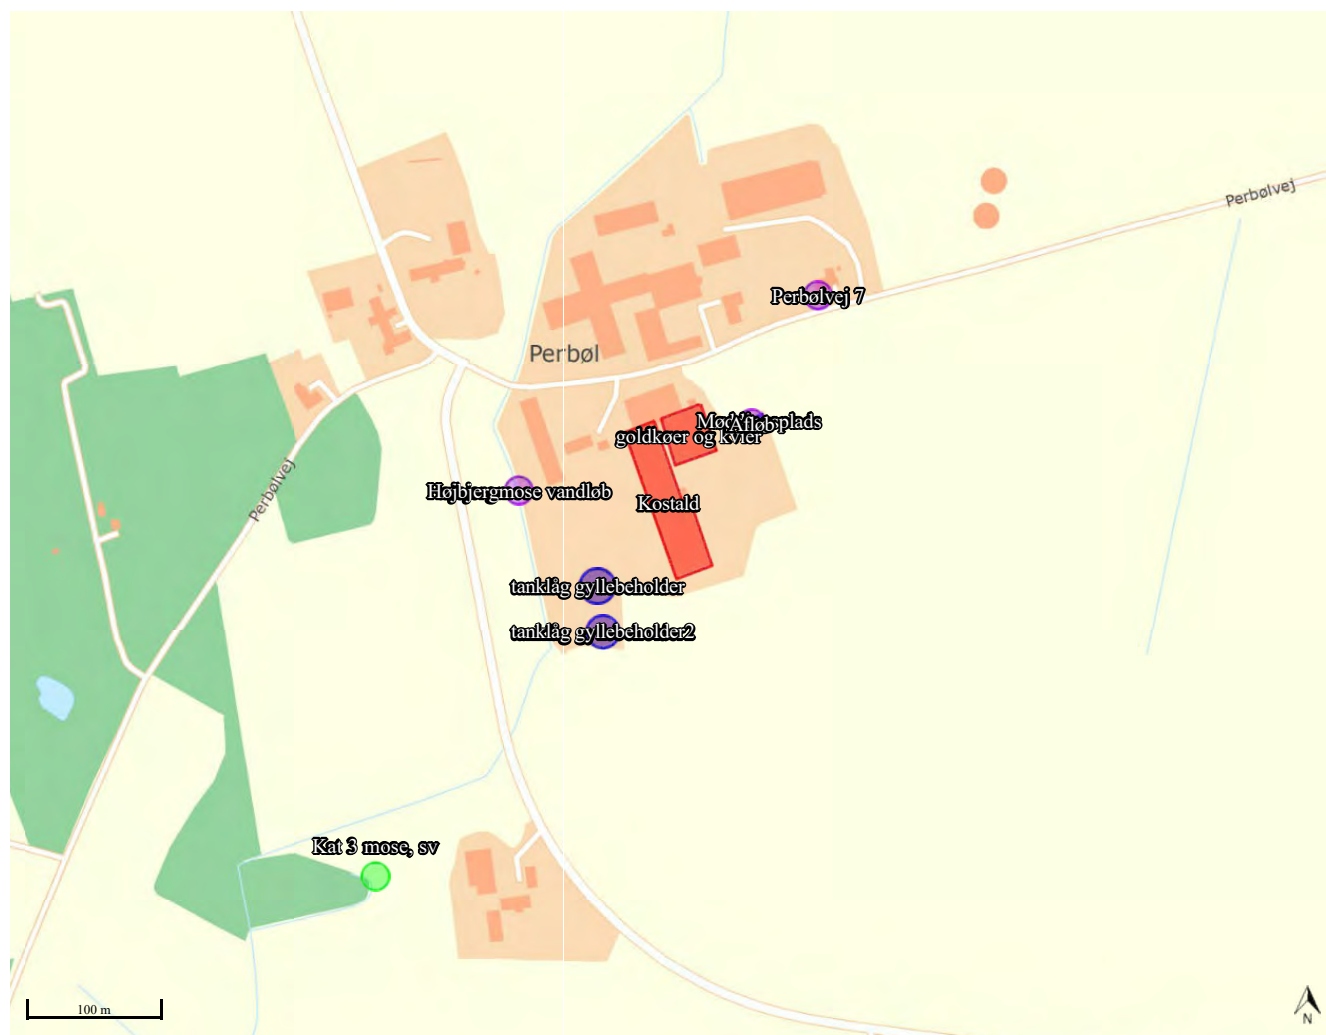 Perbølvej
Perbølvej 7
Perbøl
Afløb
goldkøer og kvier
Perbølvej
Højbjergmose vandløb
Kostald
tanklåg gyllebeholder
tanklåg gyllebeholder2
Kat 3 mose, sv
100 m
N